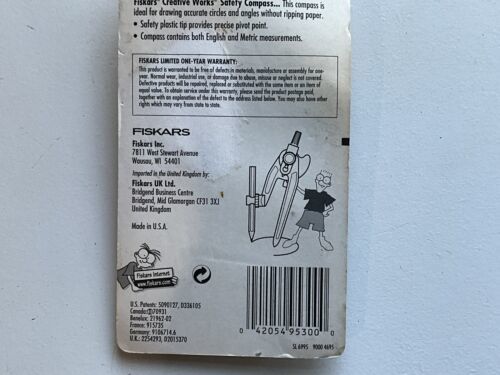 Fiskars® Creative Works® Safety Compass... This compass is
ideal for drawing accurate circles and angles without ripping paper.
• Safety plastic tip provides precise pivot point.
• Compass contains both English and Metric measurements.
FISKARS LIMITED ONE-YEAR WARRANTY:
This product is warranted to be free of defects in materials, manufacture or assembly for one-
year. Normal wear, industrial use, or damage due to abuse, misuse or neglect is not covered.
Defective products will be repaired, replaced or substituted with the same item or an item of
equal value. To obtain service under this warranty, please send the product postage paid,
together with an explanation of the defect to the address listed below. You may also have other
rights which may vary from state to state.
FISKARS
Fiskars Inc.
7811 West Stewart Avenue
Wausau, WI 54401
Imported in the United Kingdom by:
Fiskars UK Ltd.
Bridgend Business Centre
Bridgend, Mid Glamorgan CF31 3XJ
United Kingdom
Made in U.S.A.
Fiskars Internet
www.fiskars.com
U.S. Patents: 5090127, D336105
Canada: 70931
Benelux: 21962-02
France: 915735
Germany: 9106714.6
U.K.: 2254293, D2015370
0 42054 95300 0
SL 6995 9000 4695